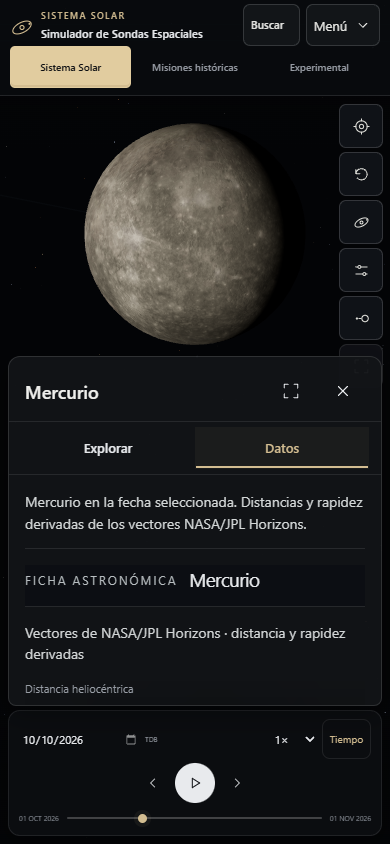 SISTEMA SOLAR
Simulador de Sondas Espaciales
Buscar
Menú
Sistema Solar
Misiones históricas
Experimental
Mercurio
Explorar
Datos
Mercurio en la fecha seleccionada. Distancias y rapidez
derivadas de los vectores NASA/JPL Horizons.
FICHA ASTRONÓMICA Mercurio
Vectores de NASA/JPL Horizons · distancia y rapidez
derivadas
Distancia heliocéntrica
10/10/2026
TDB
1×
Tiempo
01 OCT 2026
01 NOV 2026